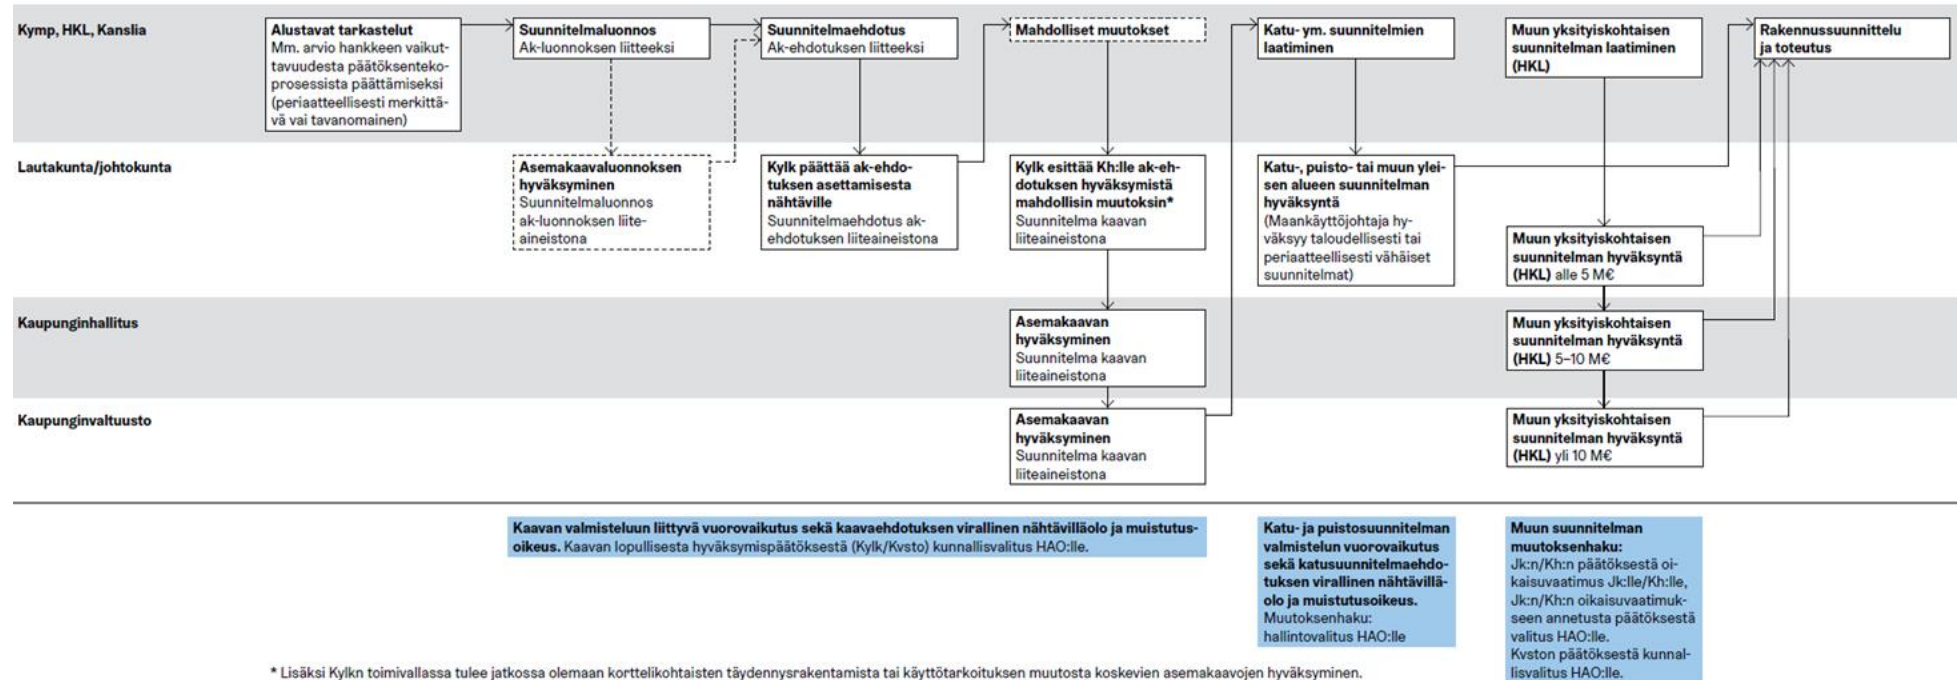 Kymp, HKL, Kanslia
Alustavat tarkastelut
Mm. arvio hankkeen vaikut-
tavuudesta päätöksenteko-
prosessista päättämiseksi
(periaatteellisesti merkittä-
vä vai tavanomainen)
Suunnitelmaluonnos
Ak-luonnoksen liitteeksi
Suunnitelmaehdotus
Ak-ehdotuksen liitteeksi
Mahdolliset muutokset
Katu- ym. suunnitelmien
laatiminen
Muun yksityiskohtaisen
suunnitelman laatiminen
(HKL)
Rakennussuunnittelu
ja toteutus
Lautakunta/johtokunta
Asemakaavaluonnoksen
hyväksyminen
Suunnitelmaluonnos
ak-luonnoksen liite-
aineistona
Kylk päättää ak-ehdo-
tuksen asettamisesta
nähtäville
Suunnitelmaehdotus ak-
ehdotuksen liiteaineistona
Kylk esittää Kh:lle ak-eh-
dotuksen hyväksymistä
mahdollisin muutoksin*
Suunnitelma kaavan
liiteaineistona
Katu-, puisto- tai muun ylei-
sen alueen suunnitelman
hyväksyntä
(Maankäyttöjohtaja hy-
väksyy taloudellisesti tai
periaatteellisesti vähäiset
suunnitelmat)
Muun yksityiskohtaisen
suunnitelman hyväksyntä
(HKL) alle 5 M€
Kaupunginhallitus
Asemakaavan
hyväksyminen
Suunnitelma kaavan
liiteaineistona
Muun yksityiskohtaisen
suunnitelman hyväksyntä
(HKL) 5–10 M€
Kaupunginvaltuusto
Asemakaavan
hyväksyminen
Suunnitelma kaavan
liiteaineistona
Muun yksityiskohtaisen
suunnitelman hyväksyntä
(HKL) yli 10 M€
Kaavan valmisteluun liittyvä vuorovaikutus sekä kaavaehdotuksen virallinen nähtävilläolo ja muistutus-
oikeus. Kaavan lopullisesta hyväksymispäätöksestä (Kylk/Kvsto) kunnallisvalitus HAO:lle.
Katu- ja puistosuunnitelman
valmistelun vuorovaikutus
sekä katusuunnitelmaehdo-
tuksen virallinen nähtävillä-
olo ja muistutusoikeus.
Muutoksenhaku:
hallintovalitus HAO:lle
Muun suunnitelman
muutoksenhaku:
Jk:n/Kh:n päätöksestä oi-
kaisuvaatimus Jk:lle/Kh:lle,
Jk:n/Kh:n oikaisuvaatimuk-
seen annetusta päätöksestä
valitus HAO:lle.
Kvston päätöksestä kunnal-
lisvalitus HAO:lle.
* Lisäksi Kylkn toimivallassa tulee jatkossa olemaan korttelikohtaisten täydennysrakentamista tai käyttötarkoituksen muutosta koskevien asemakaavojen hyväksyminen.